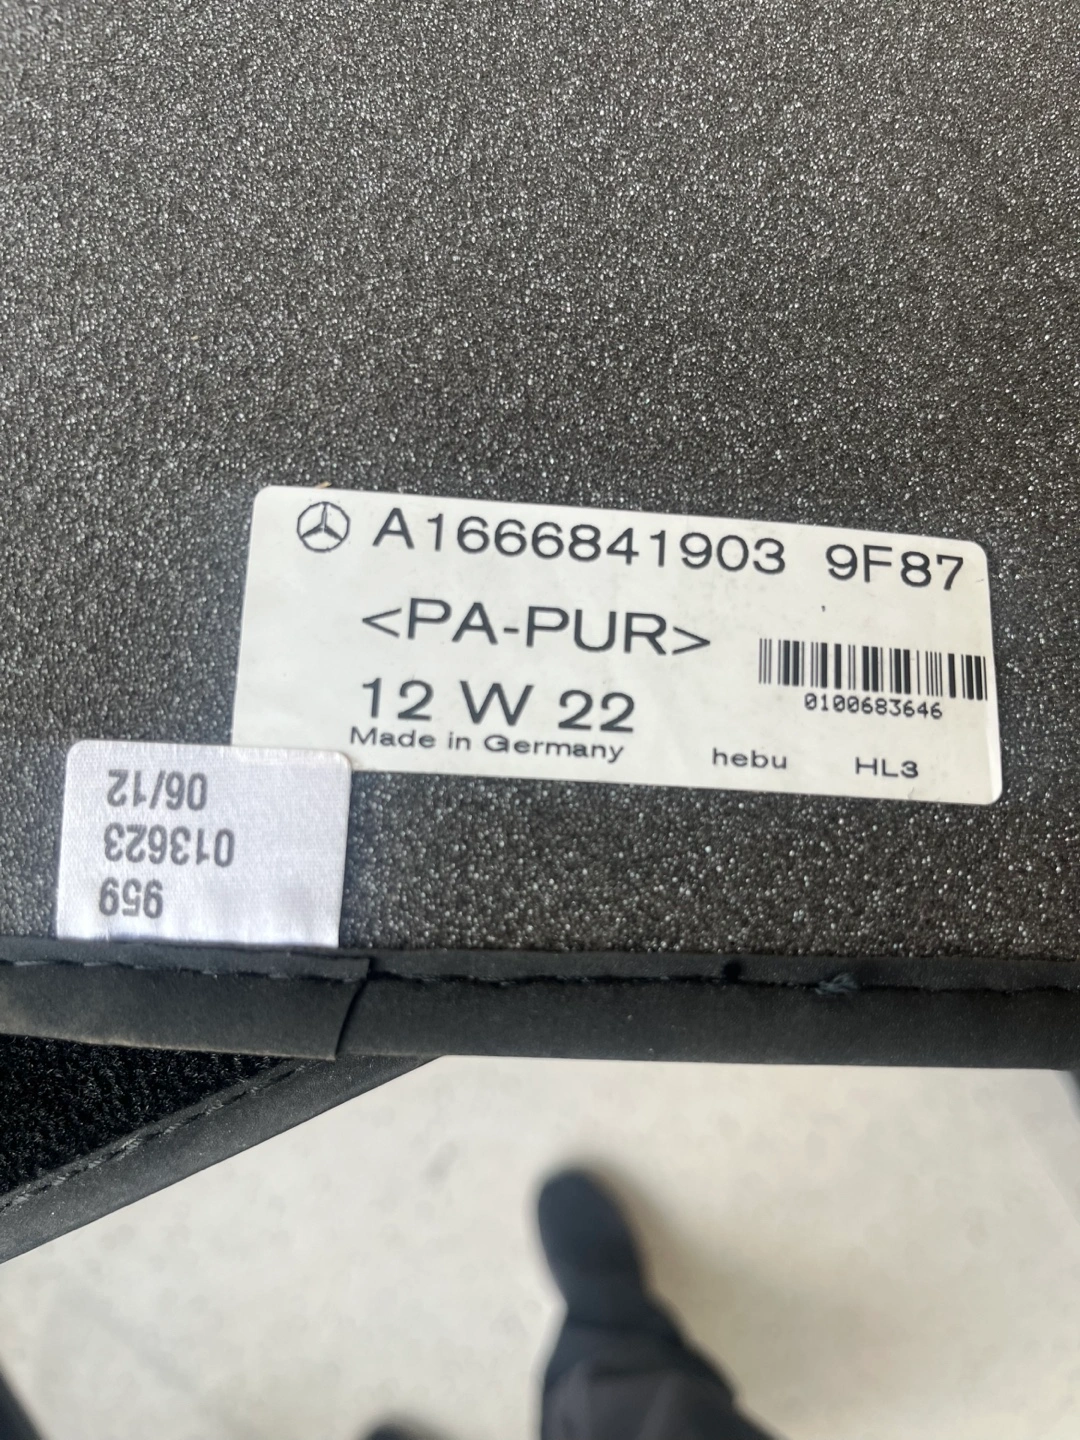 A1666841903 9F87
<PA-PUR>
12 W 22
0100683646
Made in Germany hebu HL3
959
013623
06/12